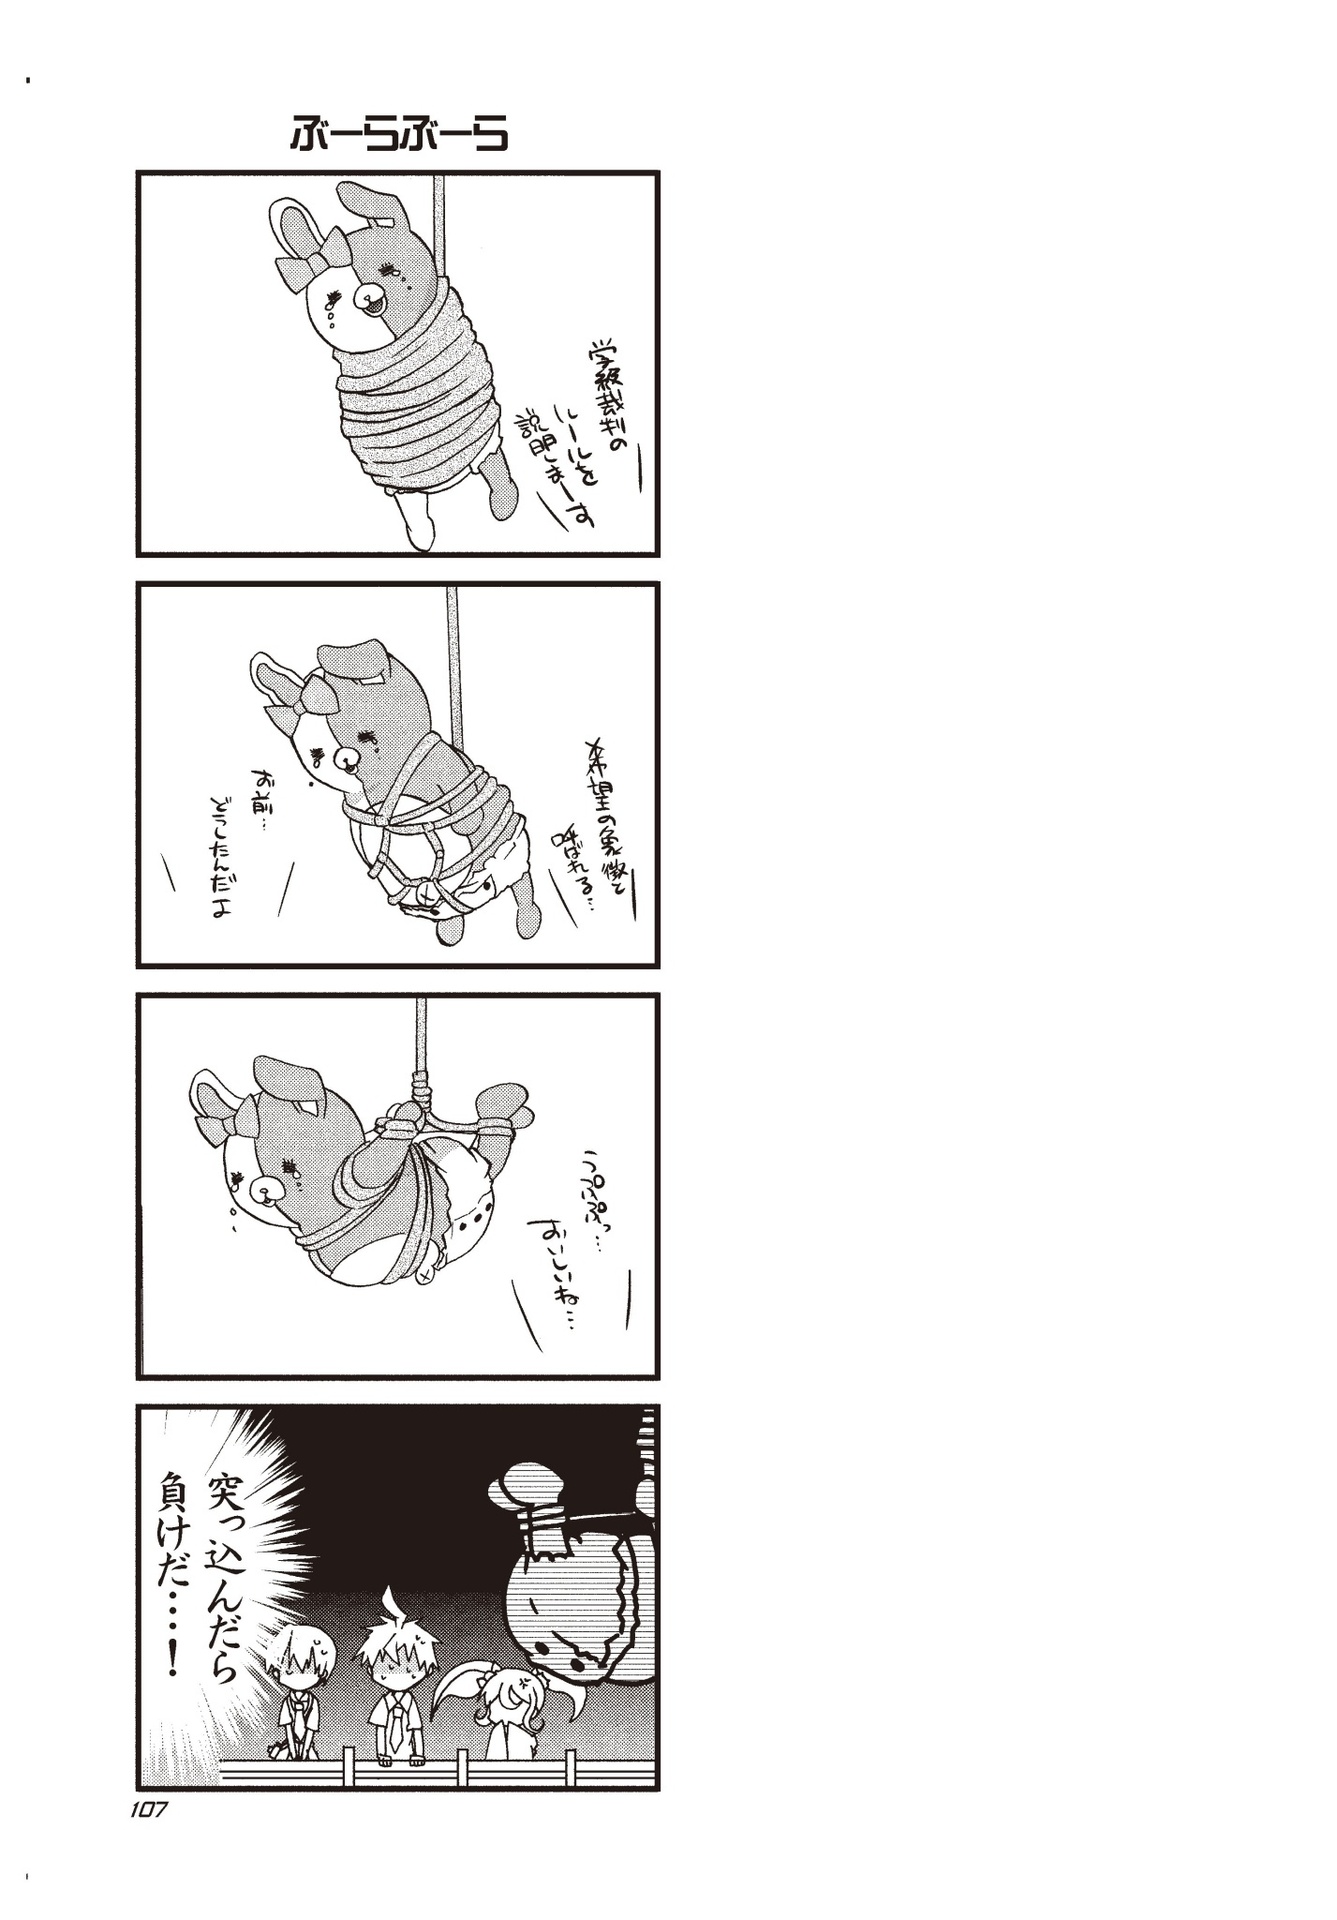 ぶーらぶーら
学級裁判の
ルールを
説明しまーす
希望の象徴と
呼ばれる…
お前…
どうしたんだよ
うぷぷっ…
おいしいね…
突っ込んだら
負けだ…！
107